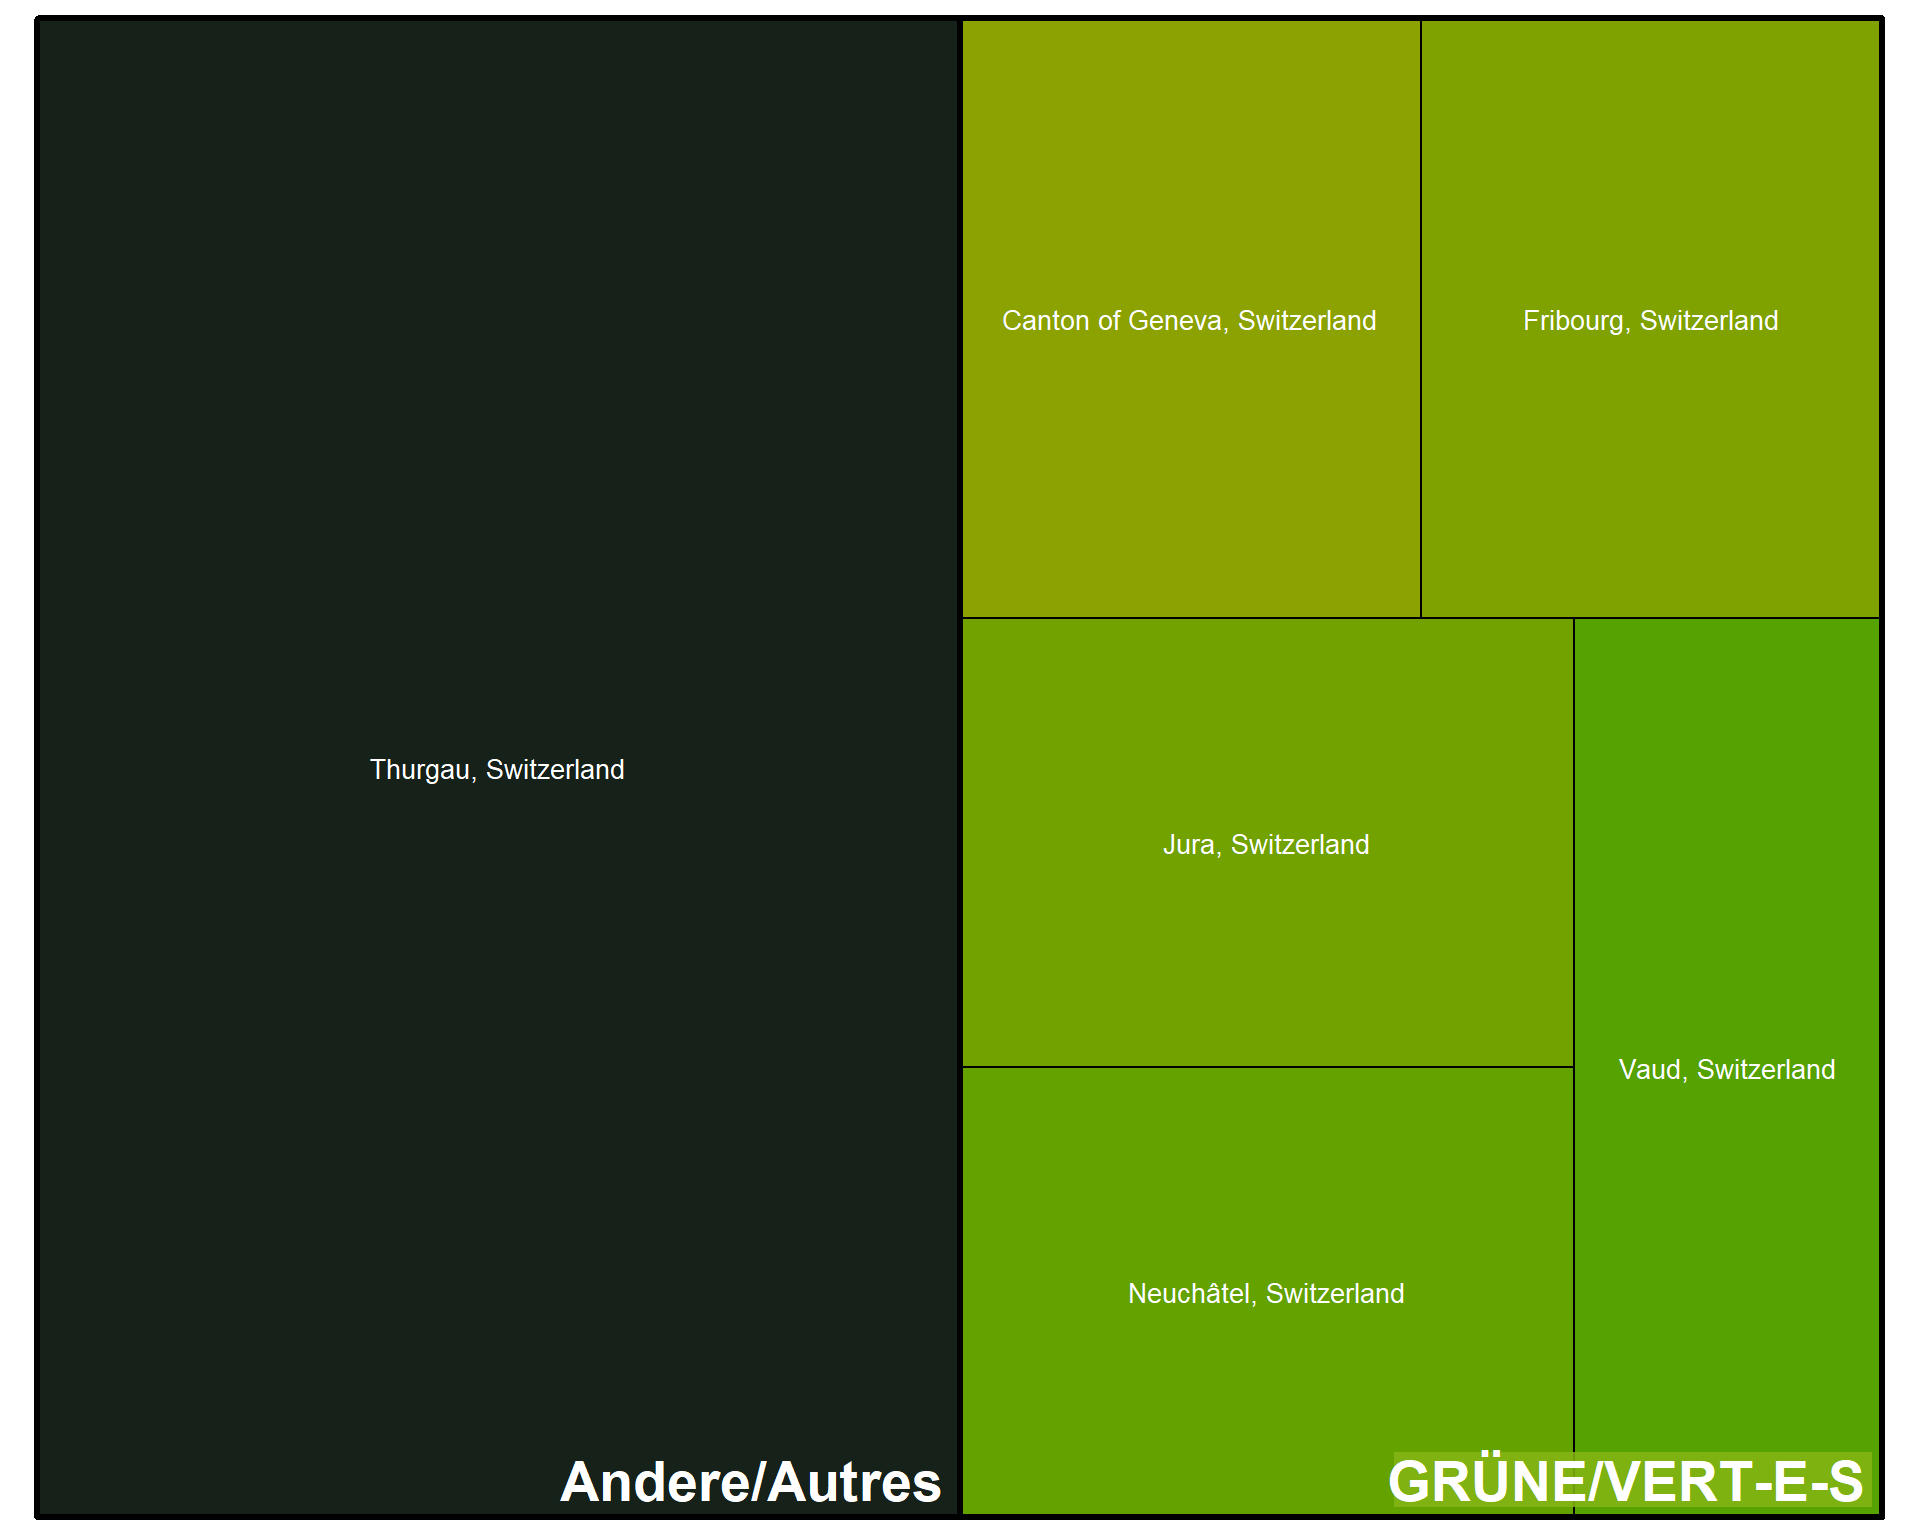 Thurgau, Switzerland
Andere/Autres
Canton of Geneva, Switzerland
Fribourg, Switzerland
Jura, Switzerland
Vaud, Switzerland
Neuchâtel, Switzerland
GRÜNE/VERT-E-S